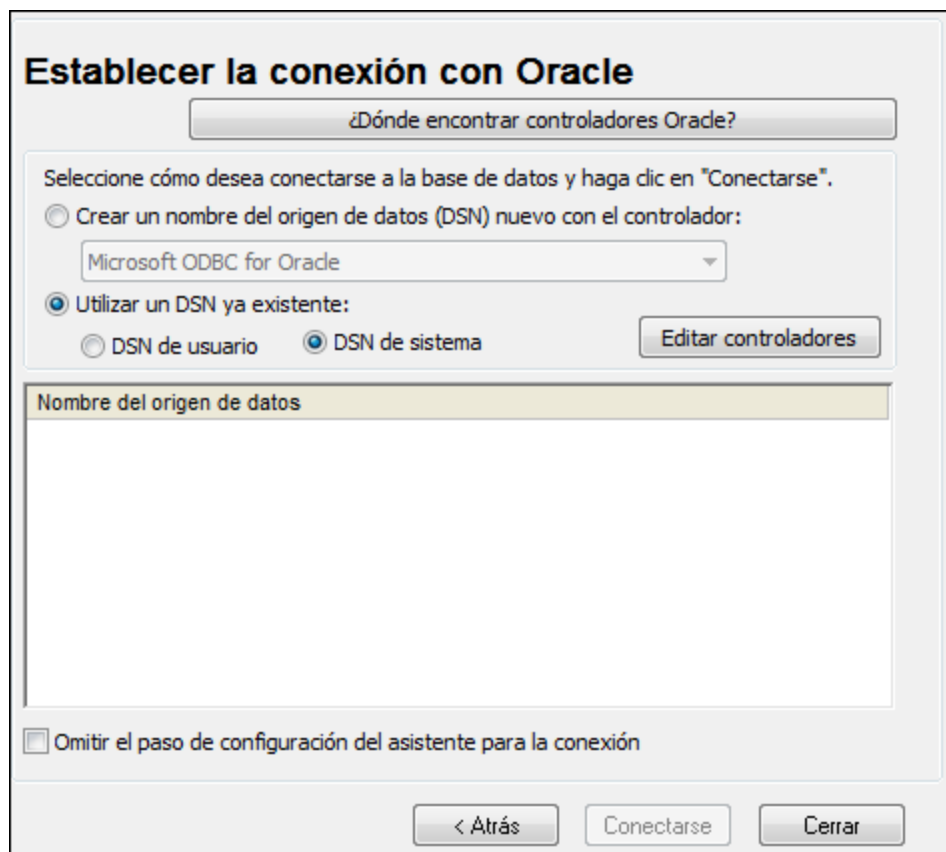 Establecer la conexión con Oracle
¿Dónde encontrar controladores Oracle?
Seleccione cómo desea conectarse a la base de datos y haga clic en "Conectarse".
Crear un nombre del origen de datos (DSN) nuevo con el controlador:
Microsoft ODBC for Oracle
Utilizar un DSN ya existente:
DSN de usuario DSN de sistema Editar controladores
Nombre del origen de datos
Omitir el paso de configuración del asistente para la conexión
< Atrás Conectarse Cerrar